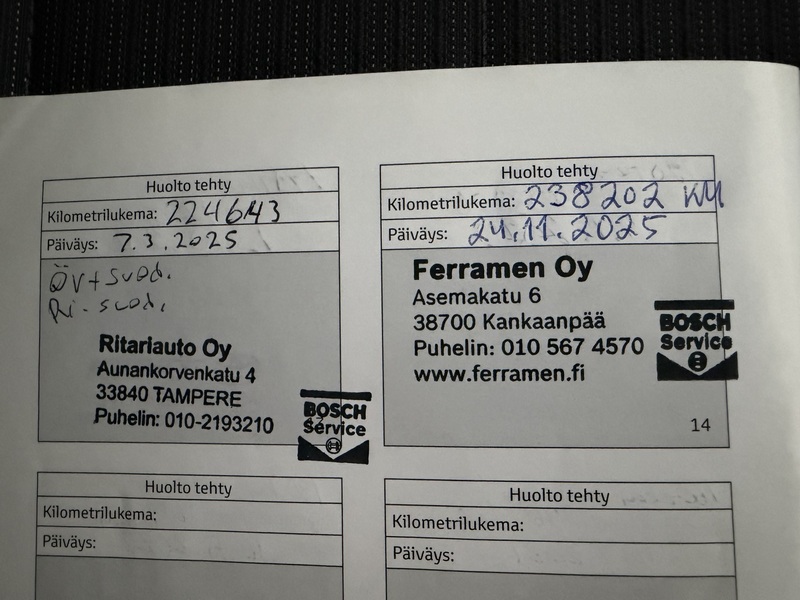 Huolto tehty
Kilometrilukema: 224643
Päiväys: 7.3.2025
Öv+suod.
Ri-suod.
Ritariauto Oy
Aunankorvenkatu 4
33840 TAMPERE
Puhelin: 010-2193210
BOSCH
Service
Huolto tehty
Kilometrilukema: 238202 KM
Päiväys: 24.11.2025
Ferramen Oy
Asemakatu 6
38700 Kankaanpää
Puhelin: 010 567 4570
www.ferramen.fi
BOSCH
Service
14
Huolto tehty
Kilometrilukema:
Päiväys:
Huolto tehty
Kilometrilukema:
Päiväys: